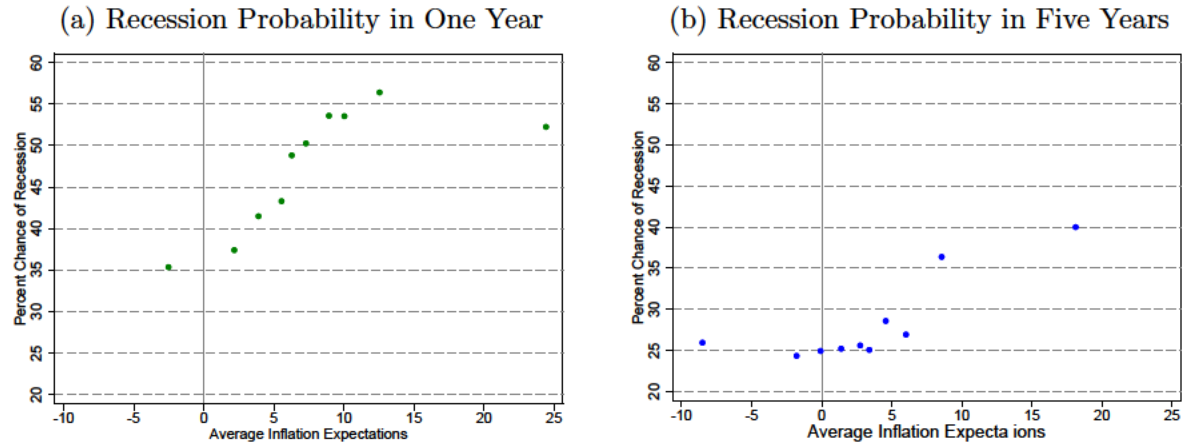 (a) Recession Probability in One Year
Percent Chance of Recession
60
55
50
45
40
35
30
25
20
-10 -5 0 5 10 15 20 25
Average Inflation Expectations
(b) Recession Probability in Five Years
Percent Chance of Recession
60
55
50
45
40
35
30
25
20
-10 -5 0 5 10 15 20 25
Average Inflation Expecta ions